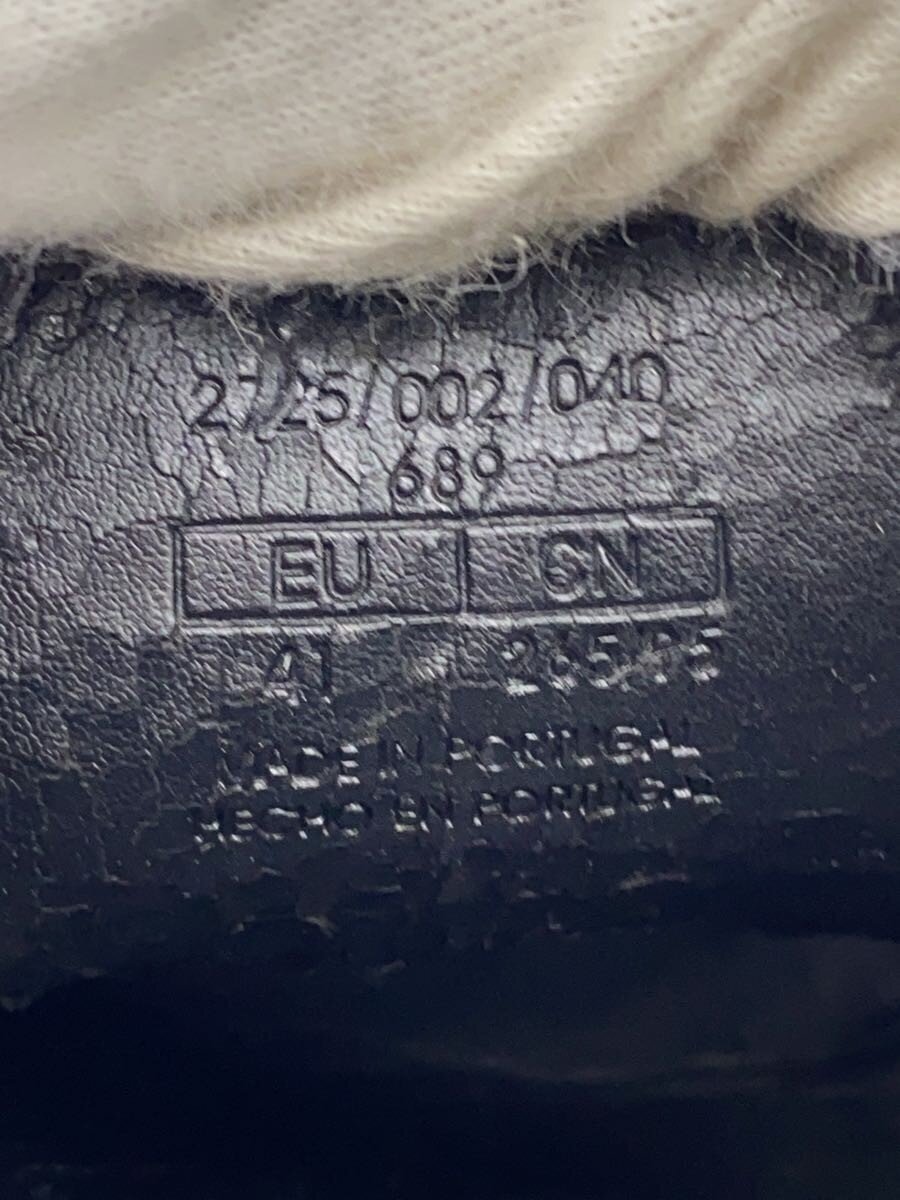 2725/002/040
689
EU CN
41 265/95
MADE IN PORTUGAL
HECHO EN PORTUGAL